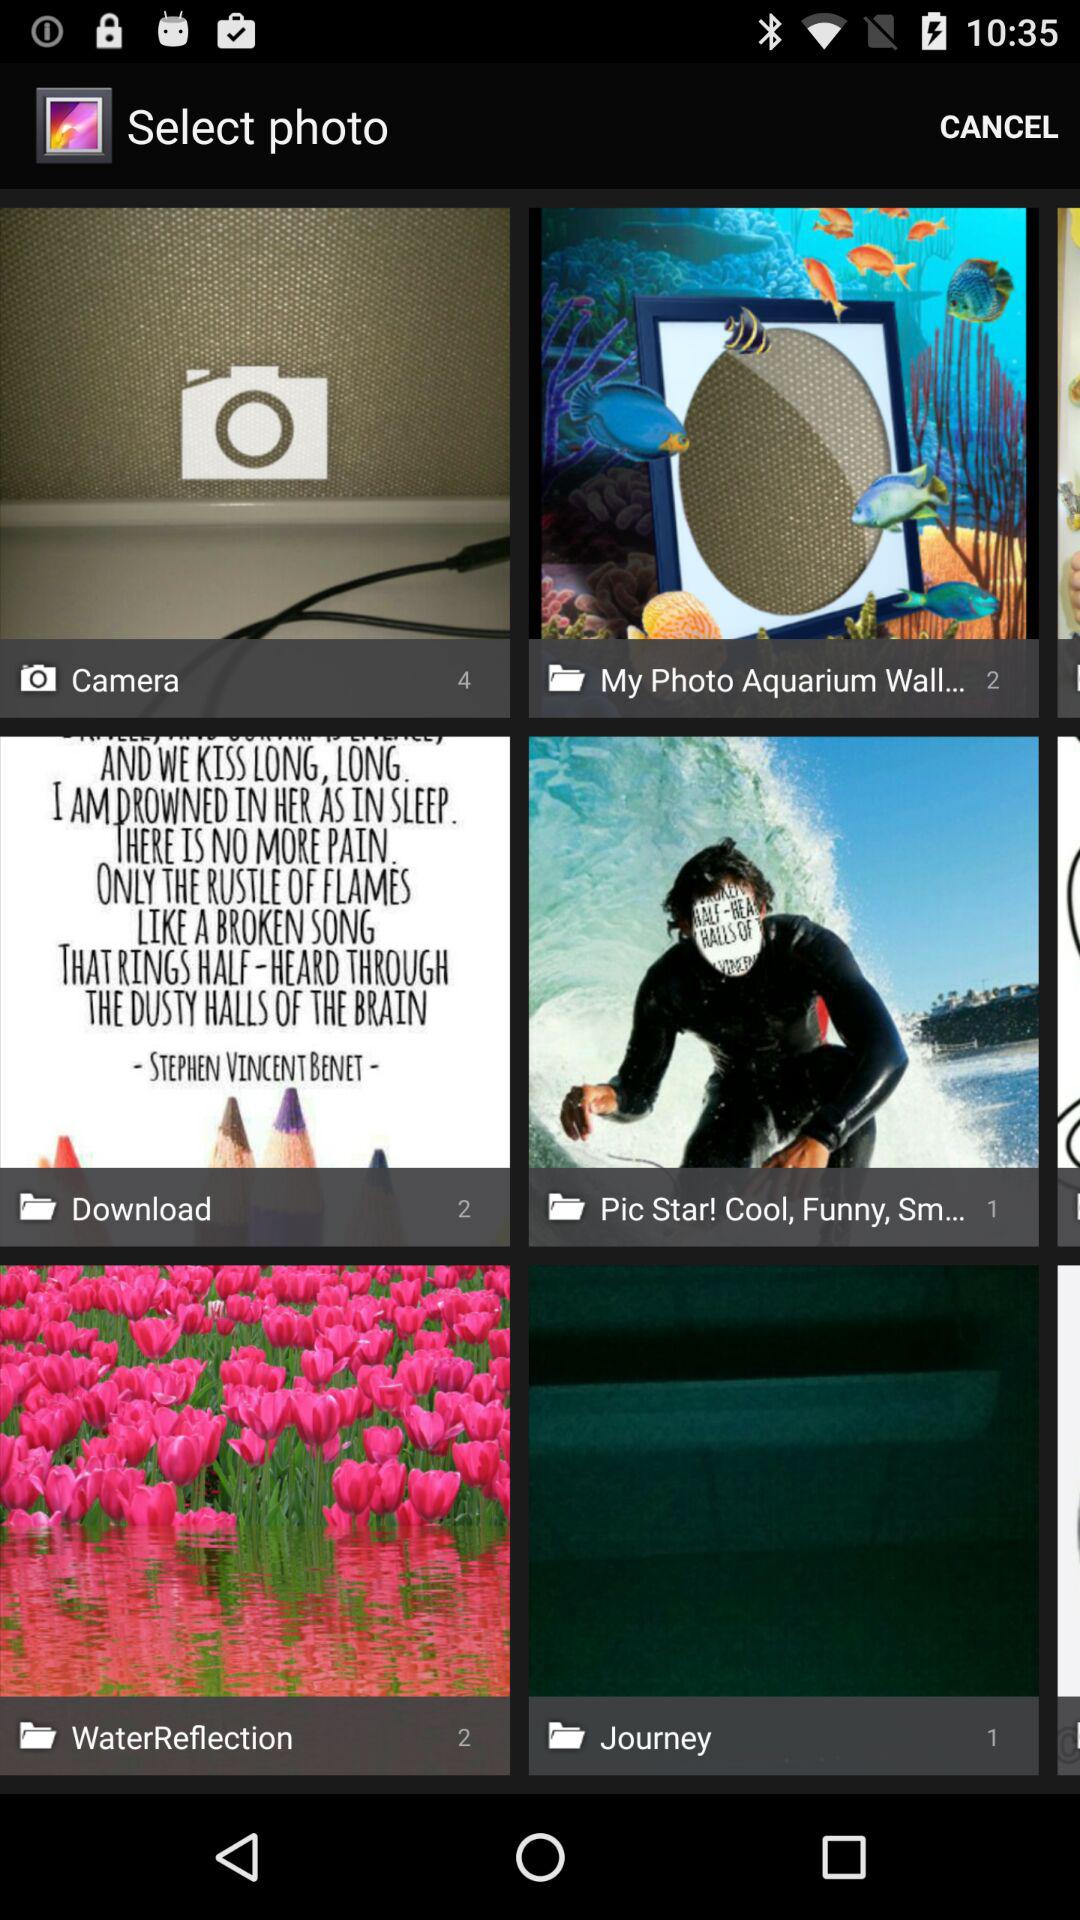 10:35
Select photo
CANCEL
Camera 4
My Photo Aquarium Wall... 2
AND WE KISS LONG, LONG.
I AM DROWNED IN HER AS IN SLEEP.
THERE IS NO MORE PAIN.
ONLY THE RUSTLE OF FLAMES
LIKE A BROKEN SONG
THAT RINGS HALF-HEARD THROUGH
THE DUSTY HALLS OF THE BRAIN
- STEPHEN VINCENT BENET -
HALLS OF
Download 2
Pic Star! Cool, Funny, Sm... 1
WaterReflection 2
Journey 1